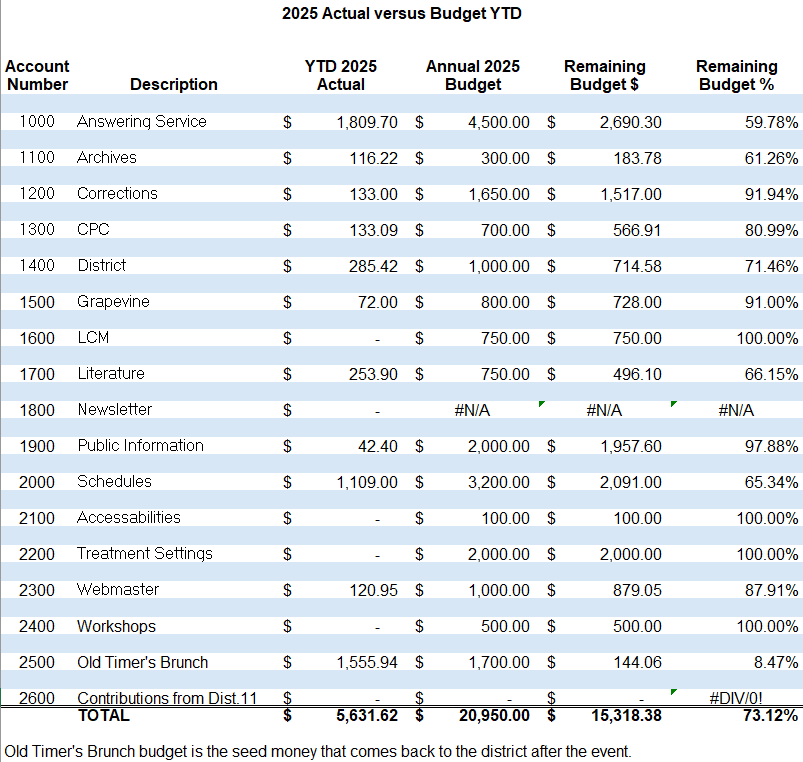 2025 Actual versus Budget YTD
Account Number Description YTD 2025 Actual Annual 2025 Budget Remaining Budget $ Remaining Budget %
1000 Answering Service $ 1,809.70 $ 4,500.00 $ 2,690.30 59.78%
1100 Archives $ 116.22 $ 300.00 $ 183.78 61.26%
1200 Corrections $ 133.00 $ 1,650.00 $ 1,517.00 91.94%
1300 CPC $ 133.09 $ 700.00 $ 566.91 80.99%
1400 District $ 285.42 $ 1,000.00 $ 714.58 71.46%
1500 Grapevine $ 72.00 $ 800.00 $ 728.00 91.00%
1600 LCM $ - $ 750.00 $ 750.00 100.00%
1700 Literature $ 253.90 $ 750.00 $ 496.10 66.15%
1800 Newsletter $ - #N/A #N/A #N/A
1900 Public Information $ 42.40 $ 2,000.00 $ 1,957.60 97.88%
2000 Schedules $ 1,109.00 $ 3,200.00 $ 2,091.00 65.34%
2100 Accessabilities $ - $ 100.00 $ 100.00 100.00%
2200 Treatment Settings $ - $ 2,000.00 $ 2,000.00 100.00%
2300 Webmaster $ 120.95 $ 1,000.00 $ 879.05 87.91%
2400 Workshops $ - $ 500.00 $ 500.00 100.00%
2500 Old Timer's Brunch $ 1,555.94 $ 1,700.00 $ 144.06 8.47%
2600 Contributions from Dist.11 $ - $ - $ - #DIV/0!
TOTAL $ 5,631.62 $ 20,950.00 $ 15,318.38 73.12%
Old Timer's Brunch budget is the seed money that comes back to the district after the event.